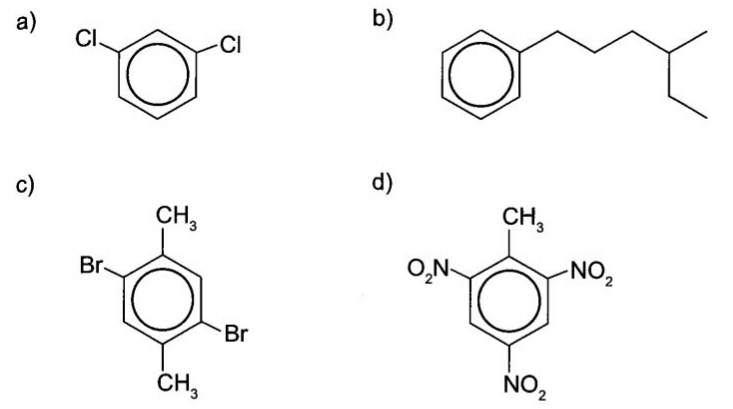 a)
b)
Cl
Cl
c)
d)
CH₃
Br
Br
CH₃
CH₃
O₂N
NO₂
NO₂